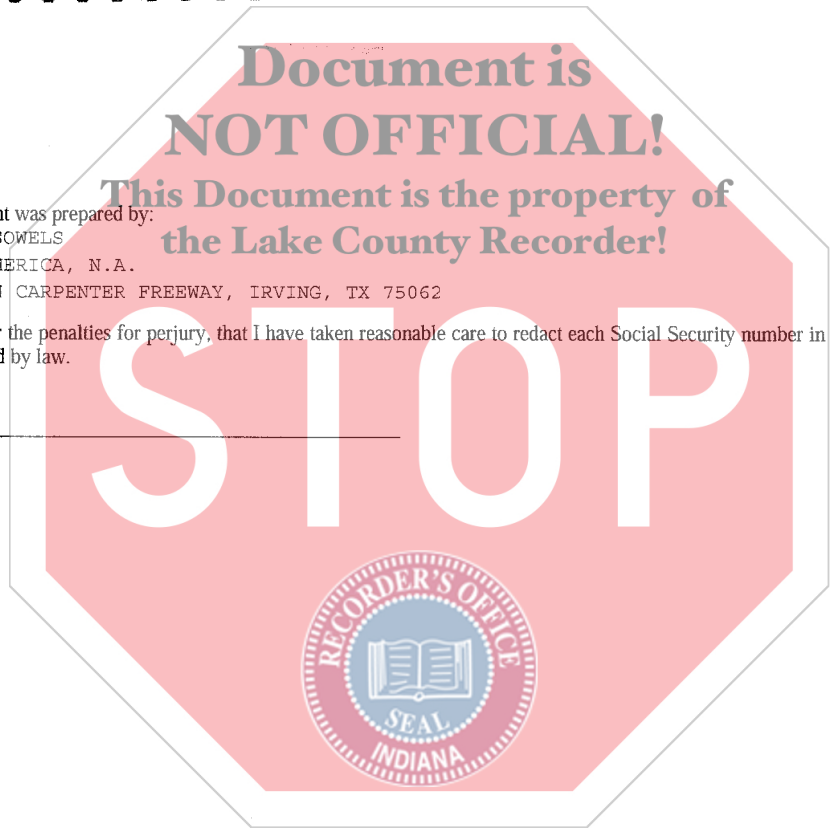 Document is
NOT OFFICIAL!
This Document is the property of
the Lake County Recorder!
nt was prepared by:
SOWELS
MERICA, N.A.
N CARPENTER FREEWAY, IRVING, TX 75062
r the penalties for perjury, that I have taken reasonable care to redact each Social Security number in
d by law.
STOP
RECORDER'S OFFICE
SEAL
INDIANA